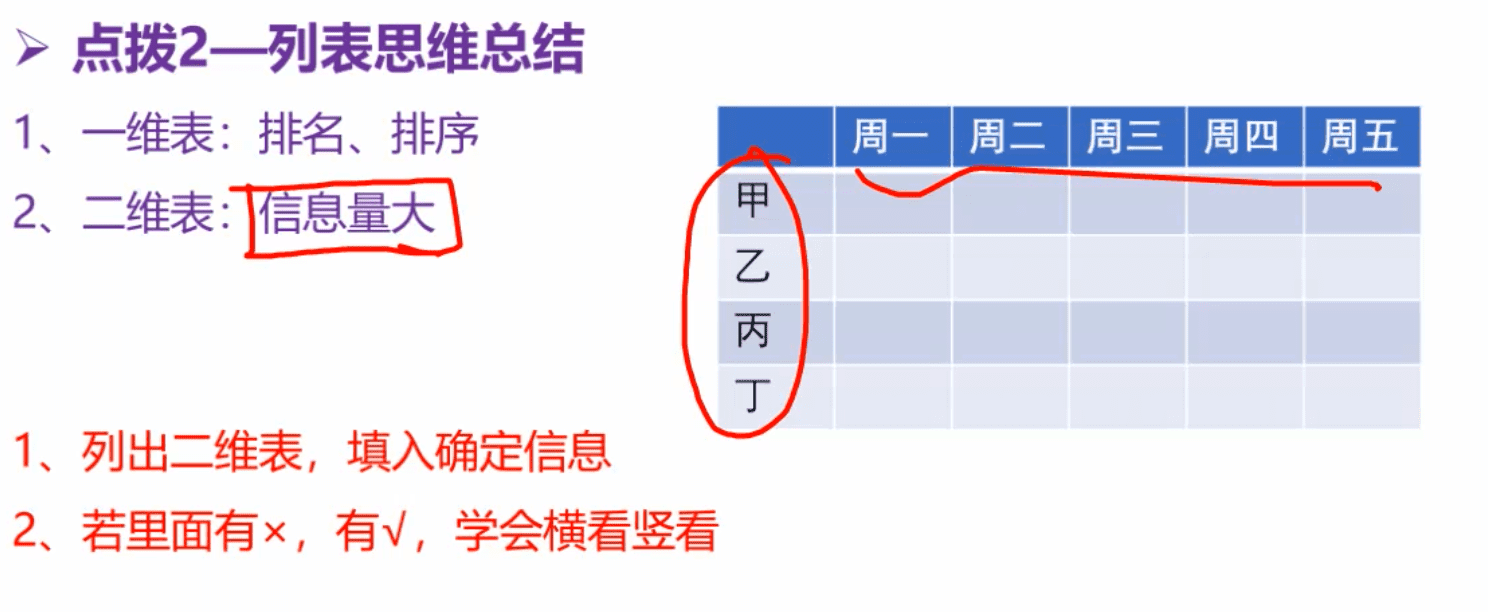 点拨2—列表思维总结
1、一维表：排名、排序
2、二维表：信息量大
周一 周二 周三 周四 周五
甲
乙
丙
丁
1、列出二维表，填入确定信息
2、若里面有×，有√，学会横看竖看